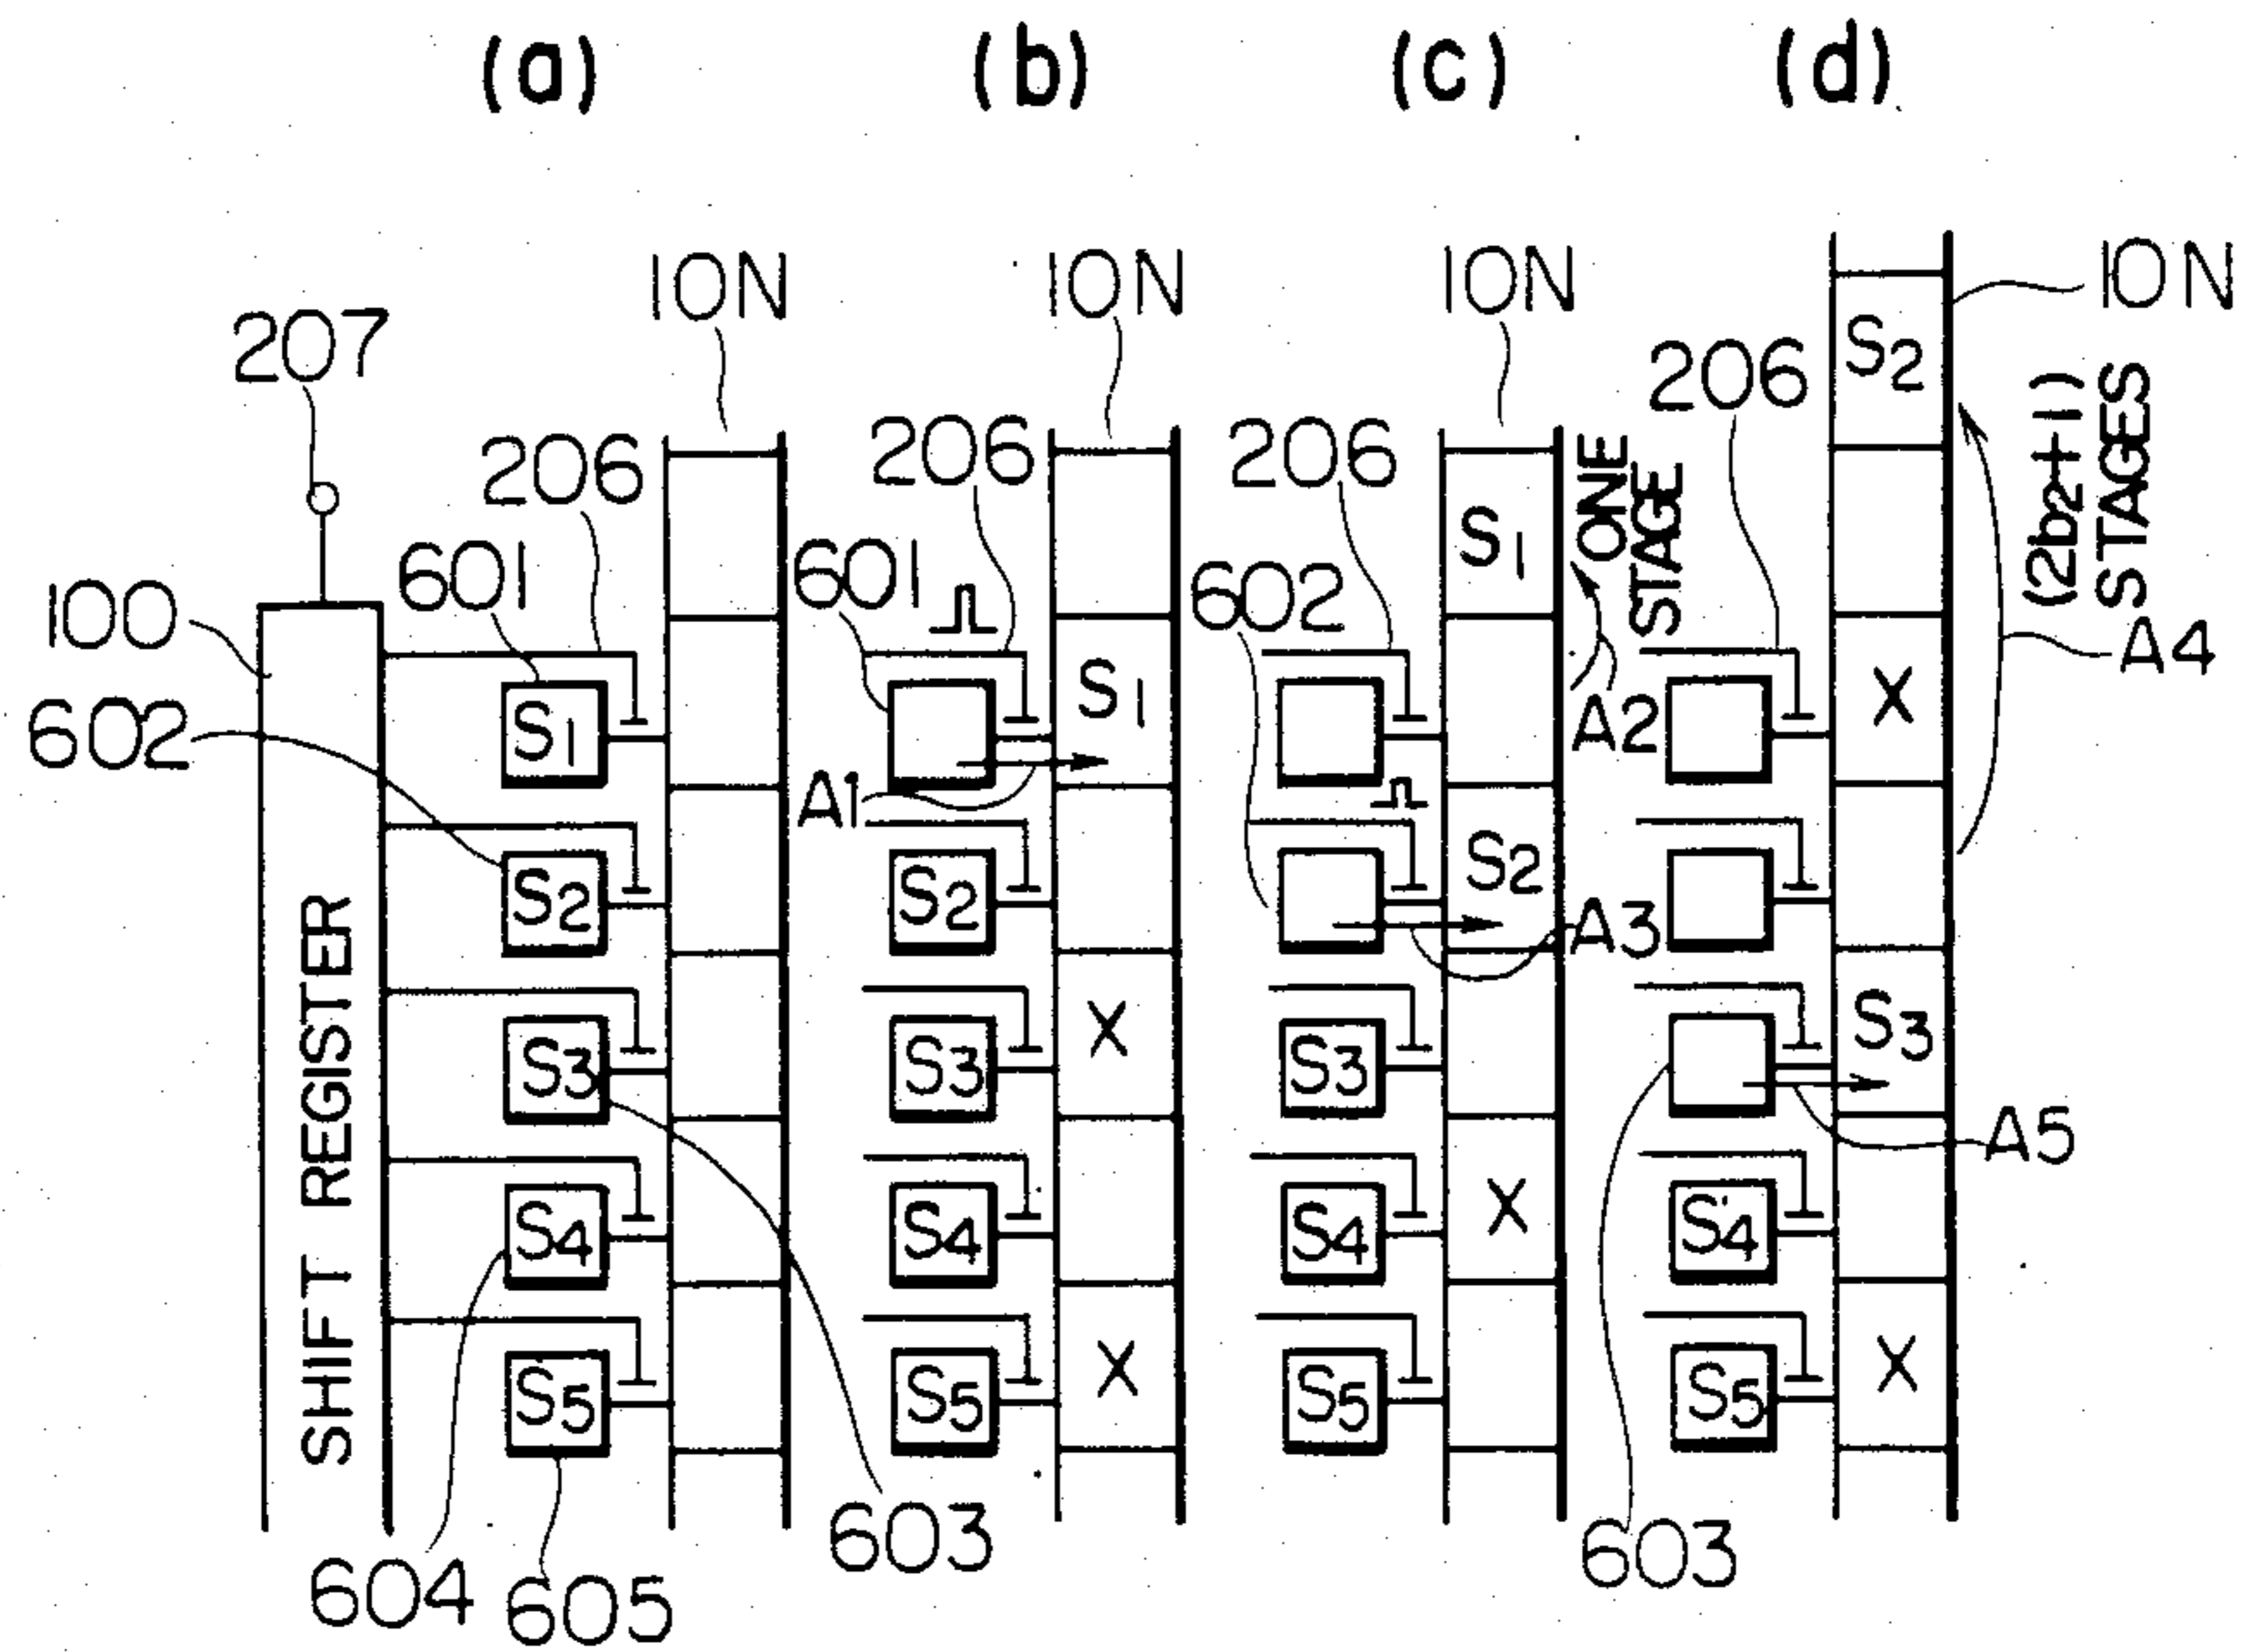 (a)
(b)
(c)
(d)
10N
10N
10N
10N
207
206
206
206
206
601
601
602
100
602
S1
S2
S3
S4
S5
SHIFT REGISTER
603
604
605
S1
A1
S2
S3
X
S4
S5
X
S1
ONE
STAGE
A2
S2
A3
S3
S4
X
S5
S2
(2b2+1)
STAGES
A4
X
S3
A5
S4
S5
X
603